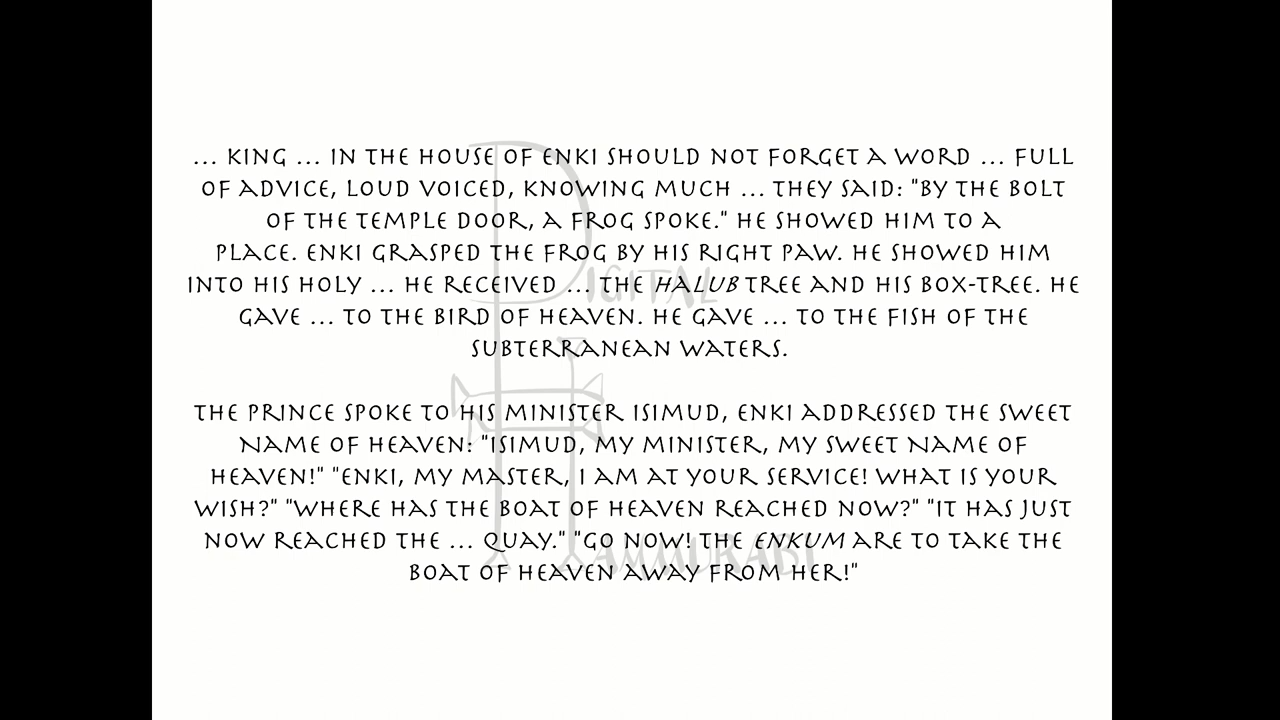 … KING … IN THE HOUSE OF ENKI SHOULD NOT FORGET A WORD … FULL
OF ADVICE, LOUD VOICED, KNOWING MUCH … THEY SAID: "BY THE BOLT
OF THE TEMPLE DOOR, A FROG SPOKE." HE SHOWED HIM TO A
PLACE. ENKI GRASPED THE FROG BY HIS RIGHT PAW. HE SHOWED HIM
INTO HIS HOLY … HE RECEIVED … THE HALUB TREE AND HIS BOX-TREE. HE
GAVE … TO THE BIRD OF HEAVEN. HE GAVE … TO THE FISH OF THE
SUBTERRANEAN WATERS.
THE PRINCE SPOKE TO HIS MINISTER ISIMUD, ENKI ADDRESSED THE SWEET
NAME OF HEAVEN: "ISIMUD, MY MINISTER, MY SWEET NAME OF
HEAVEN!" "ENKI, MY MASTER, I AM AT YOUR SERVICE! WHAT IS YOUR
WISH?" "WHERE HAS THE BOAT OF HEAVEN REACHED NOW?" "IT HAS JUST
NOW REACHED THE … QUAY." "GO NOW! THE ENKUM ARE TO TAKE THE
BOAT OF HEAVEN AWAY FROM HER!"
DIGITAL
HAMMURABI